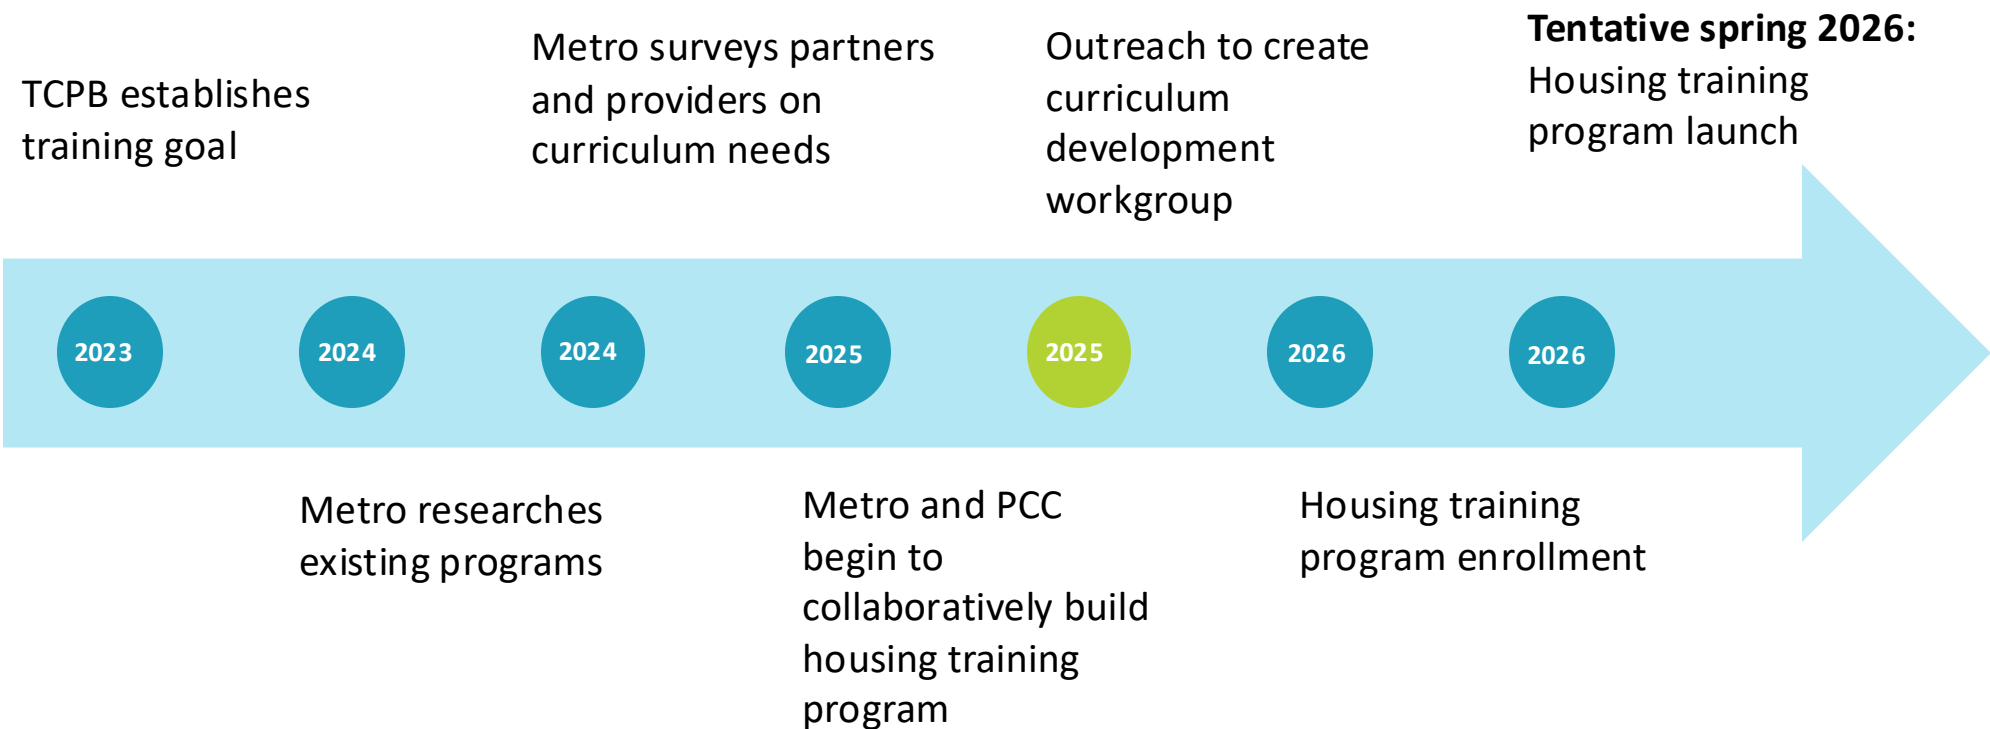 TCPB establishes
training goal
Metro surveys partners
and providers on
curriculum needs
Outreach to create
curriculum
development
workgroup
Tentative spring 2026:
Housing training
program launch
2023
2024
2024
2025
2025
2026
2026
Metro researches
existing programs
Metro and PCC
begin to
collaboratively build
housing training
program
Housing training
program enrollment